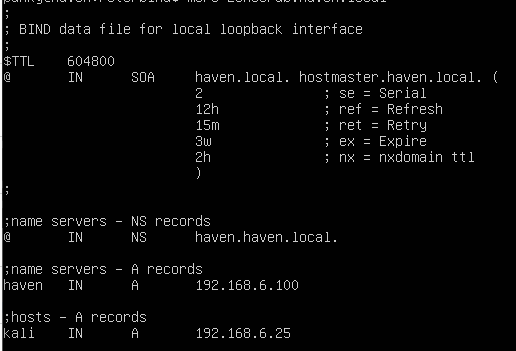 ;
; BIND data file for local loopback interface
;
$TTL 604800
@ IN SOA haven.local. hostmaster.haven.local. (
2 ; se = Serial
12h ; ref = Refresh
15m ; ret = Retry
3w ; ex = Expire
2h ; nx = nxdomain ttl
)
;
;name servers - NS records
@ IN NS haven.haven.local.
;name servers - A records
haven IN A 192.168.6.100
;hosts - A records
kali IN A 192.168.6.25